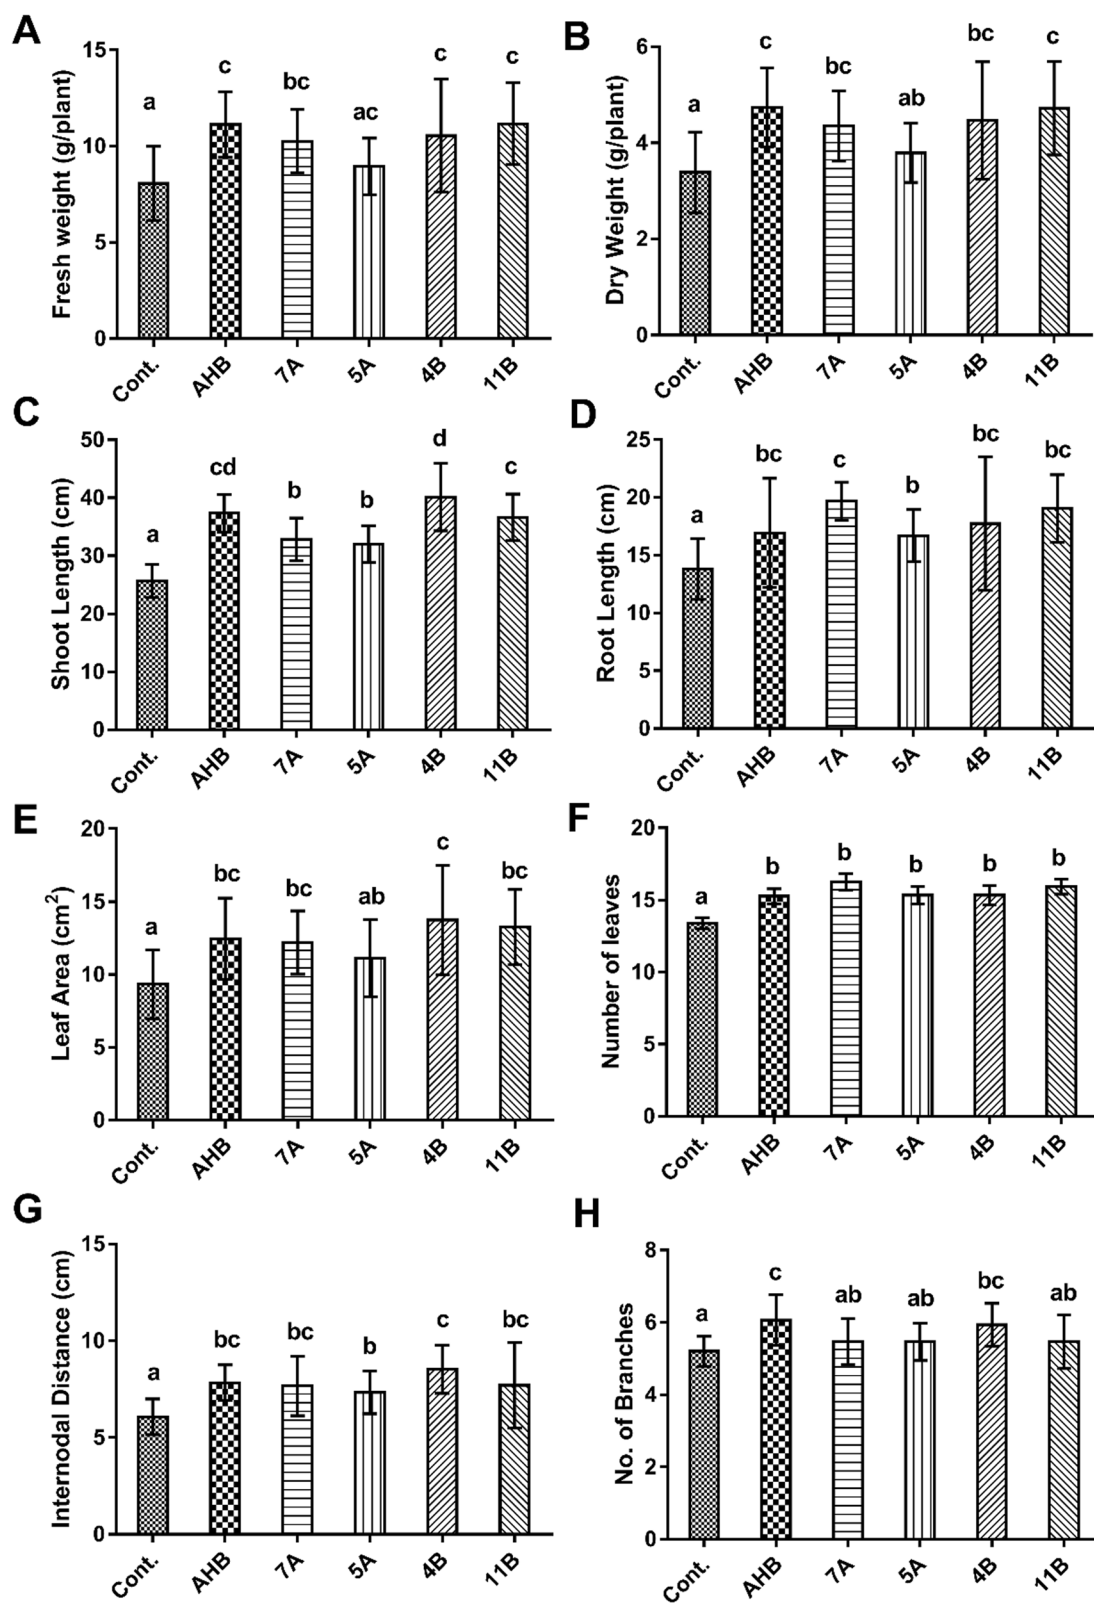 A
Fresh weight (g/plant)
15
10
5
0
a
c
bc
ac
c
c
Cont.
AHB
7A
5A
4B
11B
B
Dry Weight (g/plant)
6
4
2
0
a
c
bc
ab
bc
c
Cont.
AHB
7A
5A
4B
11B
C
Shoot Length (cm)
50
40
30
20
10
0
a
cd
b
b
d
c
Cont.
AHB
7A
5A
4B
11B
D
Root Length (cm)
25
20
15
10
5
0
a
bc
c
b
bc
bc
Cont.
AHB
7A
5A
4B
11B
E
Leaf Area (cm²)
20
15
10
5
0
a
bc
bc
ab
c
bc
Cont.
AHB
7A
5A
4B
11B
F
Number of leaves
20
15
10
5
0
a
b
b
b
b
b
Cont.
AHB
7A
5A
4B
11B
G
Internodal Distance (cm)
15
10
5
0
a
bc
bc
b
c
bc
Cont.
AHB
7A
5A
4B
11B
H
No. of Branches
8
6
4
2
0
a
c
ab
ab
bc
ab
Cont.
AHB
7A
5A
4B
11B